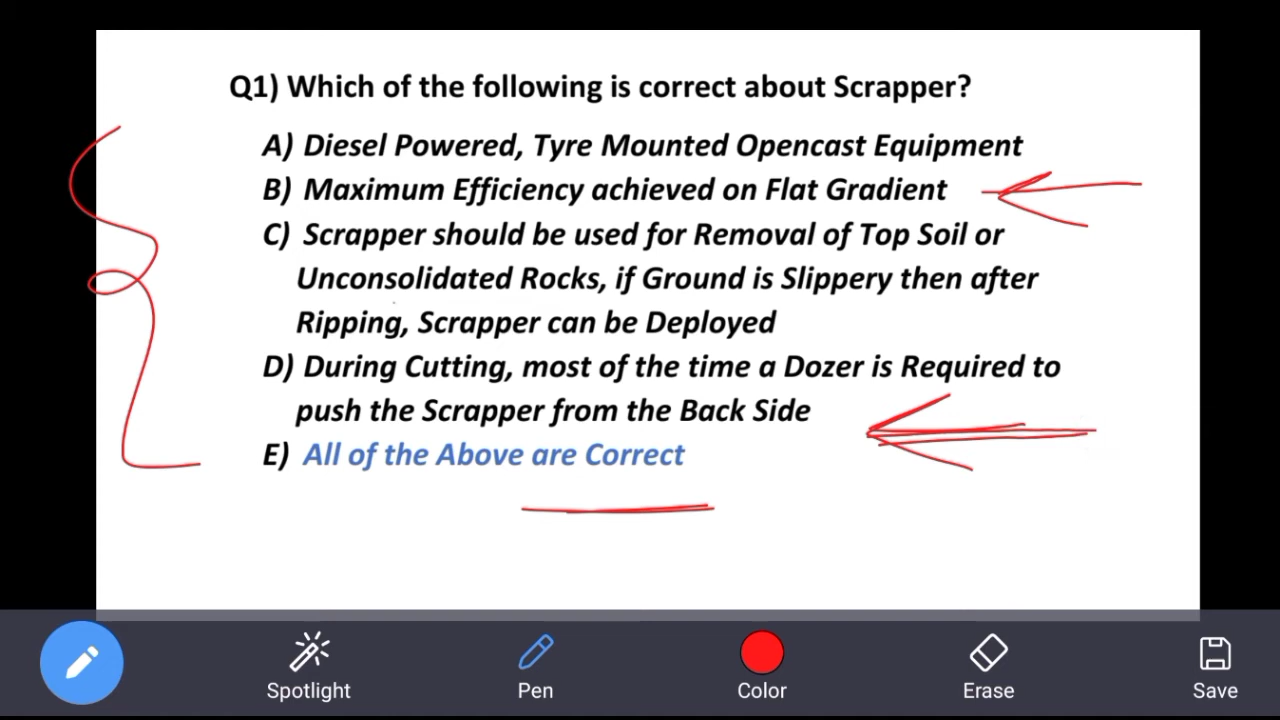 Q1) Which of the following is correct about Scrapper?
A) Diesel Powered, Tyre Mounted Opencast Equipment
B) Maximum Efficiency achieved on Flat Gradient
C) Scrapper should be used for Removal of Top Soil or
Unconsolidated Rocks, if Ground is Slippery then after
Ripping, Scrapper can be Deployed
D) During Cutting, most of the time a Dozer is Required to
push the Scrapper from the Back Side
E) All of the Above are Correct
Spotlight Pen Color Erase Save